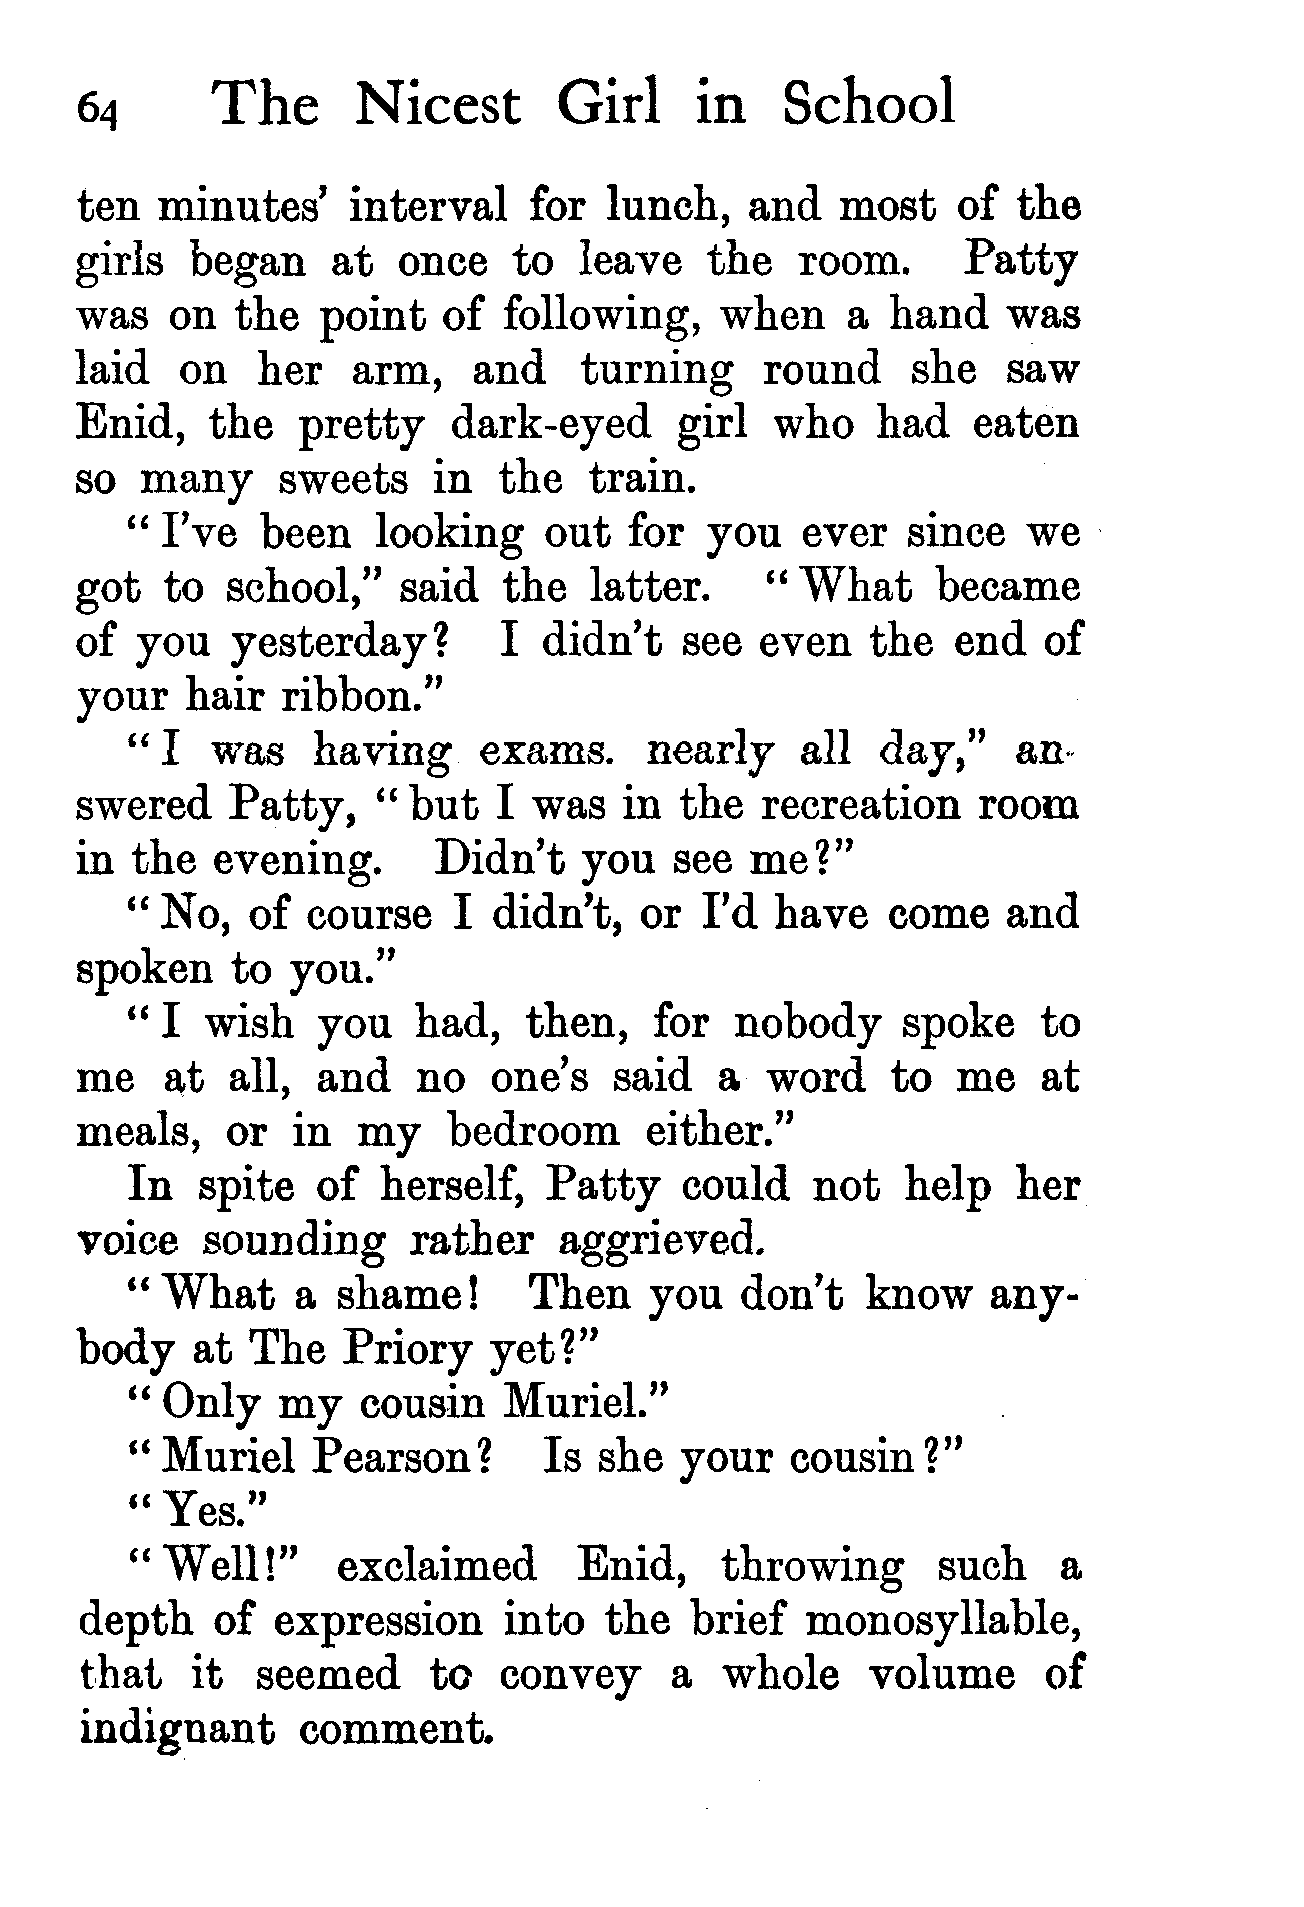 64 The Nicest Girl in School
ten minutes’ interval for lunch, and most of the
girls began at once to leave the room. Patty
was on the point of following, when a hand was
laid on her arm, and turning round she saw
Enid, the pretty dark-eyed girl who had eaten
so many sweets in the train.
“I’ve been looking out for you ever since we
got to school,” said the latter. “What became
of you yesterday? I didn’t see even the end of
your hair ribbon.”
“I was having exams. nearly all day,” an-
swered Patty, “but I was in the recreation room
in the evening. Didn’t you see me?”
“No, of course I didn’t, or I’d have come and
spoken to you.”
“I wish you had, then, for nobody spoke to
me at all, and no one’s said a word to me at
meals, or in my bedroom either.”
In spite of herself, Patty could not help her
voice sounding rather aggrieved.
“What a shame! Then you don’t know any-
body at The Priory yet?”
“Only my cousin Muriel.”
“Muriel Pearson? Is she your cousin?”
“Yes.”
“Well!” exclaimed Enid, throwing such a
depth of expression into the brief monosyllable,
that it seemed to convey a whole volume of
indignant comment.